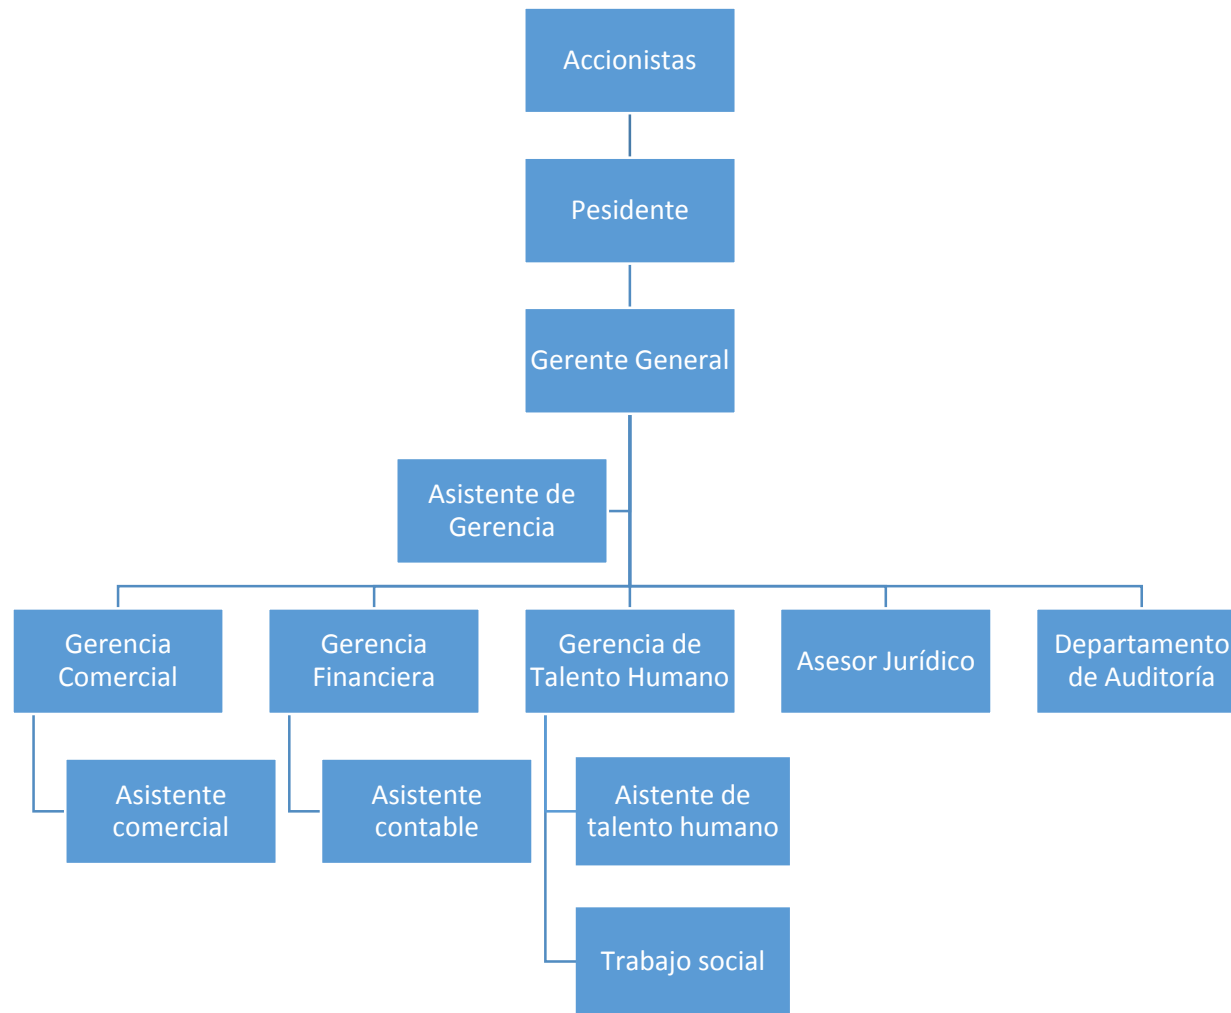 Accionistas
Pesidente
Gerente General
Asistente de
Gerencia
Gerencia
Comercial
Gerencia
Financiera
Gerencia de
Talento Humano
Asesor Jurídico
Departamento
de Auditoría
Asistente
comercial
Asistente
contable
Aistente de
talento humano
Trabajo social